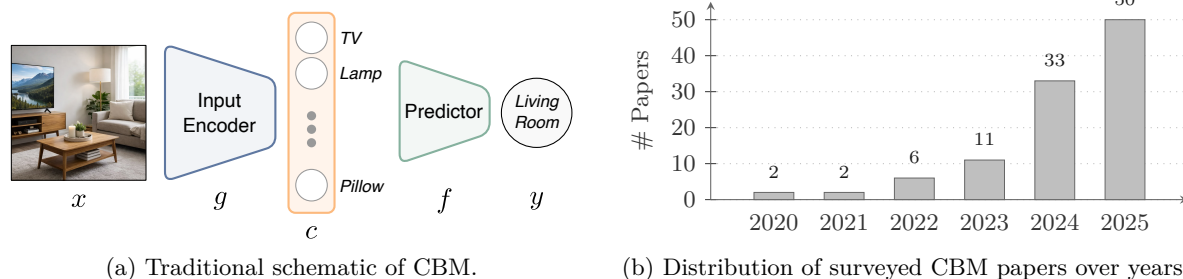 TV
Lamp
Input
Encoder
Pillow
Predictor
Living
Room
x
g
c
f
y
(a) Traditional schematic of CBM.
# Papers
50
40
30
20
10
0
2
2
6
11
33
2020 2021 2022 2023 2024 2025
(b) Distribution of surveyed CBM papers over years